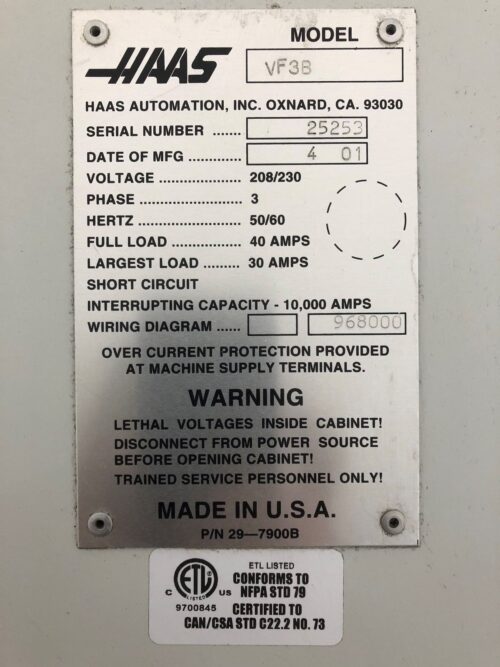 HAAS
MODEL
VF3B
HAAS AUTOMATION, INC. OXNARD, CA. 93030
SERIAL NUMBER ....... 25253
DATE OF MFG ............. 4 01
VOLTAGE .................. 208/230
PHASE ....................... 3
HERTZ ....................... 50/60
FULL LOAD ............... 40 AMPS
LARGEST LOAD ......... 30 AMPS
SHORT CIRCUIT
INTERRUPTING CAPACITY - 10,000 AMPS
WIRING DIAGRAM ...... 968000
OVER CURRENT PROTECTION PROVIDED
AT MACHINE SUPPLY TERMINALS.
WARNING
LETHAL VOLTAGES INSIDE CABINET!
DISCONNECT FROM POWER SOURCE
BEFORE OPENING CABINET!
TRAINED SERVICE PERSONNEL ONLY!
MADE IN U.S.A.
P/N 29—7900B
ETL LISTED
CONFORMS TO
NFPA STD 79
CERTIFIED TO
CAN/CSA STD C22.2 NO. 73
C ETL US
LISTED
9700845